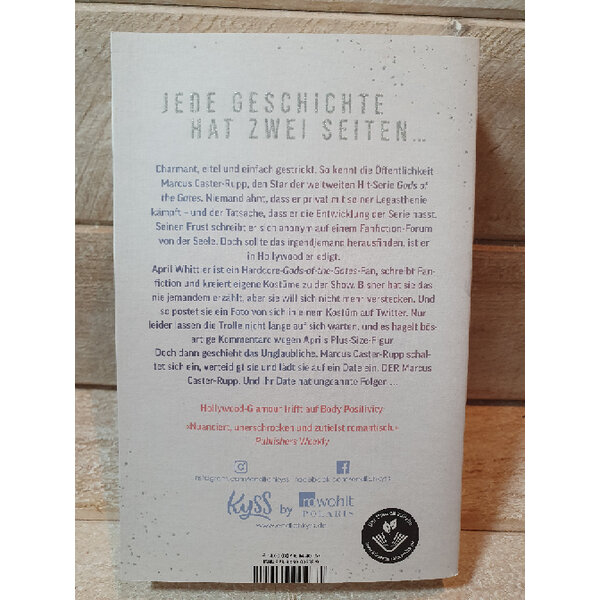 JEDE GESCHICHTE
HAT ZWEI SEITEN ...
Charmant, eitel und einfach gestrickt. So kennt die Öffentlichkeit
Marcus Caster-Rupp, den Star der weltweiten Hit-Serie Gods of
the Gates. Niemand ahnt, dass er privat mit seiner Legasthenie
kämpft – und der Tatsache, dass er die Entwicklung der Serie hasst.
Seinen Frust schreibt er sich anonym auf einem Fanfiction-Forum
von der Seele. Doch sollte das irgendjemand herausfinden, ist er
in Hollywood erledigt.
April Whittier ist ein Hardcore-Gods-of-the-Gates-Fan, schreibt Fan-
fiction und kreiert eigene Kostüme zu der Show. Bisher hat sie das
nie jemandem erzählt, aber sie will sich nicht mehr verstecken. Und
so postet sie ein Foto von sich in einem Kostüm auf Twitter. Nur
leider lassen die Trolle nicht lange auf sich warten, und es hagelt bös-
artige Kommentare wegen Aprils Plus-Size-Figur.
Doch dann geschieht das Unglaubliche. Marcus Caster-Rupp schal-
tet sich ein, verteidigt sie und lädt sie auf ein Date ein. DER Marcus
Caster-Rupp. Und ihr Date hat ungeahnte Folgen ...
Hollywood-Glamour trifft auf Body Positivity
«Nuanciert, unerschrocken und zutiefst romantisch.»
Publishers Weekly
instagram.com/endlichkyss facebook.com/endlichkyss
KYSS by rowohlt
POLARIS
www.endlichkyss.de